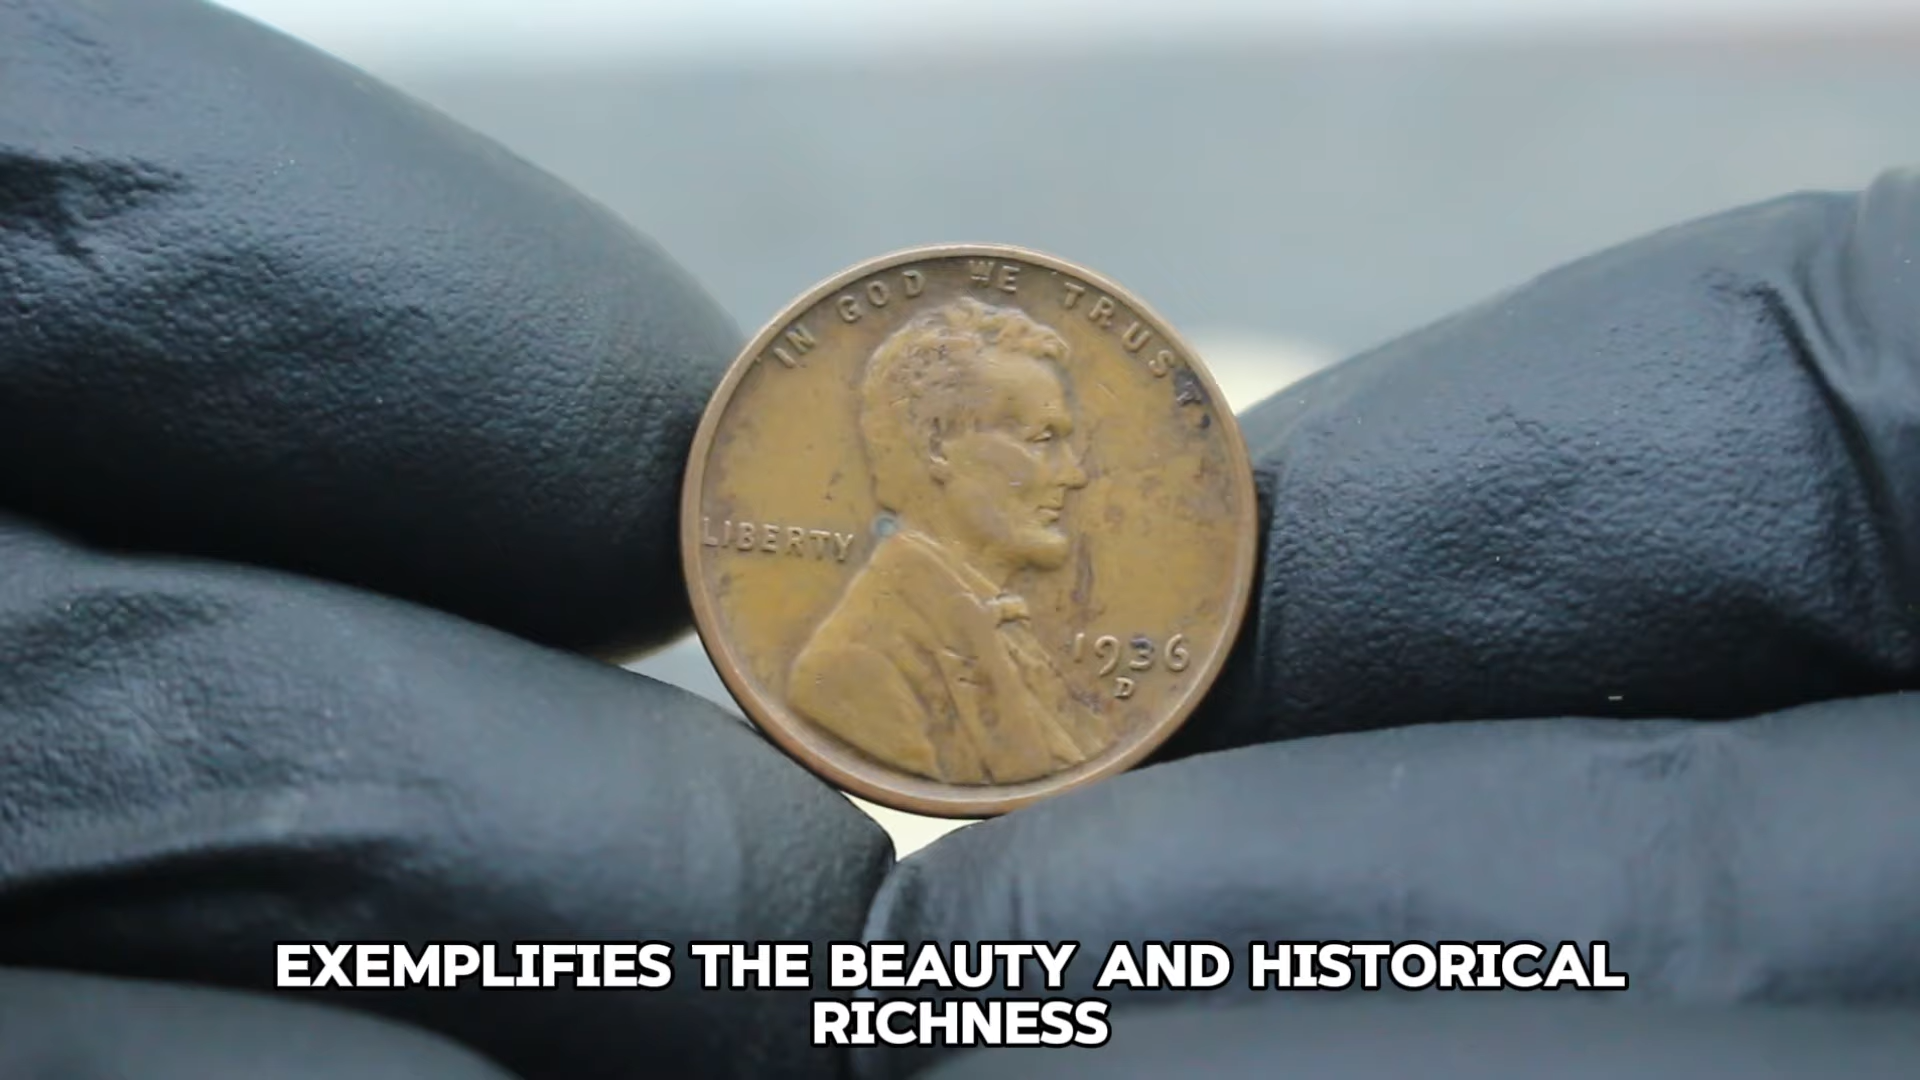 IN GOD WE TRUST
LIBERTY
1936
D
EXEMPLIFIES THE BEAUTY AND HISTORICAL
RICHNESS